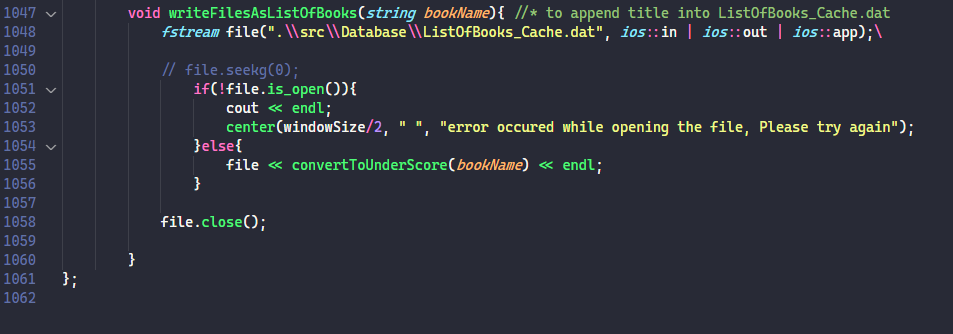 1047 void writeFilesAsListOfBooks(string bookName){ //* to append title into ListOfBooks_Cache.dat
1048 fstream file(".\\src\\Database\\ListOfBooks_Cache.dat", ios::in | ios::out | ios::app);\
1049
1050 // file.seekg(0);
1051 if(!file.is_open()){
1052 cout << endl;
1053 center(windowSize/2, " ", "error occured while opening the file, Please try again");
1054 }else{
1055 file << convertToUnderScore(bookName) << endl;
1056 }
1057
1058 file.close();
1059
1060 }
1061 };
1062